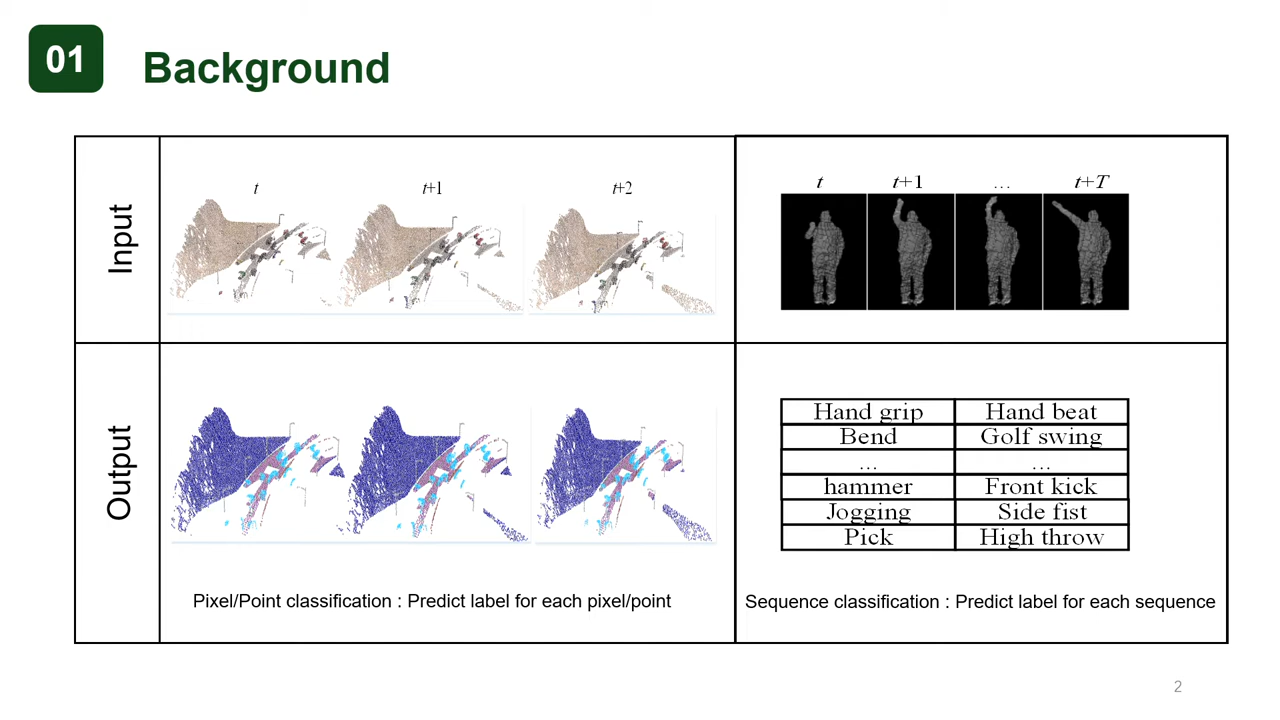 01
Background
Input
t
t+1
t+2
t
t+1
...
t+T
Output
Hand grip
Hand beat
Bend
Golf swing
...
...
hammer
Front kick
Jogging
Side fist
Pick
High throw
Pixel/Point classification : Predict label for each pixel/point
Sequence classification : Predict label for each sequence
2